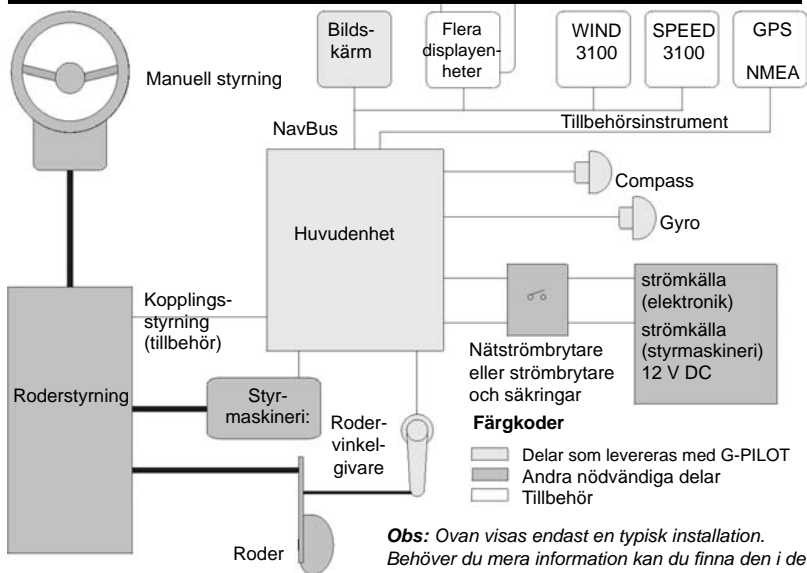 Bilds-
kärm
Flera
displayen-
heter
WIND
3100
SPEED
3100
GPS
NMEA
Manuell styrning
NavBus
Tillbehörsinstrument
Compass
Gyro
Huvudenhet
Kopplings-
styrning
(tillbehör)
strömkälla
(elektronik)
strömkälla
(styrmaskineri)
12 V DC
Nätströmbrytare
eller strömbrytare
och säkringar
Roderstyrning
Styr-
maskineri:
Roder-
vinkel-
givare
Färgkoder
Delar som levereras med G-PILOT
Andra nödvändiga delar
Tillbehör
Roder
Obs: Ovan visas endast en typisk installation.
Behöver du mera information kan du finna den i de